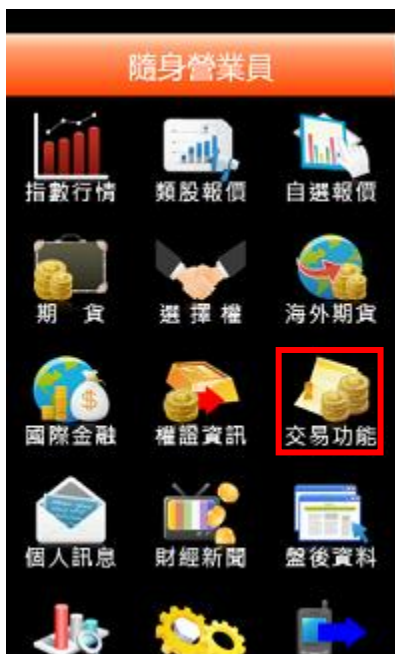 隨身營業員
指數行情 類股報價 自選報價
期 貨 選 擇 權 海外期貨
國際金融 權證資訊 交易功能
個人訊息 財經新聞 盤後資料